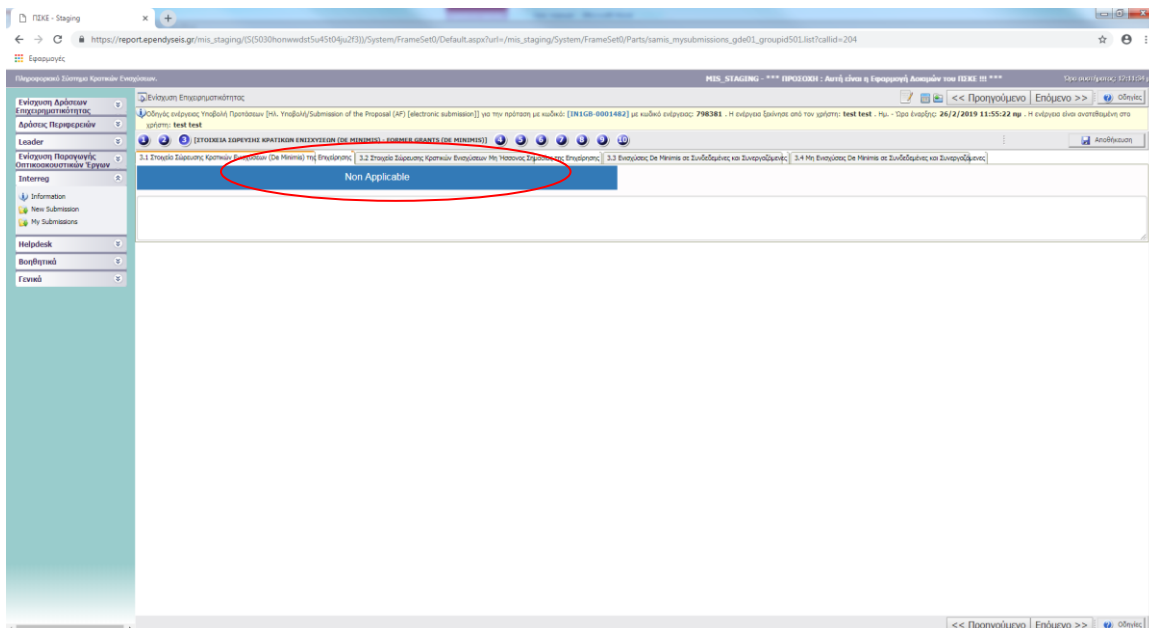 ΠΣΚΕ - Staging
https://report.ependyseis.gr/mis_staging/(S(5030honwwdst5u45t04ju2f3))/System/FrameSet0/Default.aspx?url=/mis_staging/System/FrameSet0/Parts/samis_mysubmissions_gde01_groupid501.list?callid=204
Εφαρμογές
Πληροφοριακό Σύστημα Κρατικών Ενισχύσεων.
MIS_STAGING - *** ΠΡΟΣΟΧΗ : Αυτή είναι η Εφαρμογή Δοκιμών του ΠΣΚΕ !!! ***
Ώρα συστήματος: 12:11:04 μ
Ενίσχυση Δράσεων Επιχειρηματικότητας
Δράσεις Περιφερειών
Leader
Ενίσχυση Παραγωγής Οπτικοακουστικών Έργων
Interreg
Information
New Submission
My Submissions
Helpdesk
Βοηθητικά
Γενικά
Ενίσχυση Επιχειρηματικότητας
<< Προηγούμενο
Επόμενο >>
Οδηγίες
Οδηγός ενέργειας Υποβολή Προτάσεων [Ηλ. Υποβολή/Submission of the Proposal (AF) [electronic submission]] για την πρόταση με κωδικό: [IN1GB-0001482] με κωδικό ενέργειας: 798381 . Η ενέργεια ξεκίνησε από τον χρήστη: test test . Ημ. - Ώρα έναρξης: 26/2/2019 11:55:22 πμ . Η ενέργεια είναι ανατεθειμένη στο
χρήστη: test test
1 2 3 [ΣΤΟΙΧΕΙΑ ΣΩΡΕΥΣΗΣ ΚΡΑΤΙΚΩΝ ΕΝΙΣΧΥΣΕΩΝ (DE MINIMIS) - FORMER GRANTS (DE MINIMIS)] 4 5 6 7 8 9 10
Αποθήκευση
3.1 Στοιχεία Σώρευσης Κρατικών Ενισχύσεων (De Minimis) της Επιχείρησης
3.2 Στοιχεία Σώρευσης Κρατικών Ενισχύσεων Μη Ήσσονος Σημασίας της Επιχείρησης
3.3 Ενισχύσεις De Minimis σε Συνδεδεμένες και Συνεργαζόμενες
3.4 Μη Ενισχύσεις De Minimis σε Συνδεδεμένες και Συνεργαζόμενες
Non Applicable
<< Προηγούμενο
Επόμενο >>
Οδηγίες